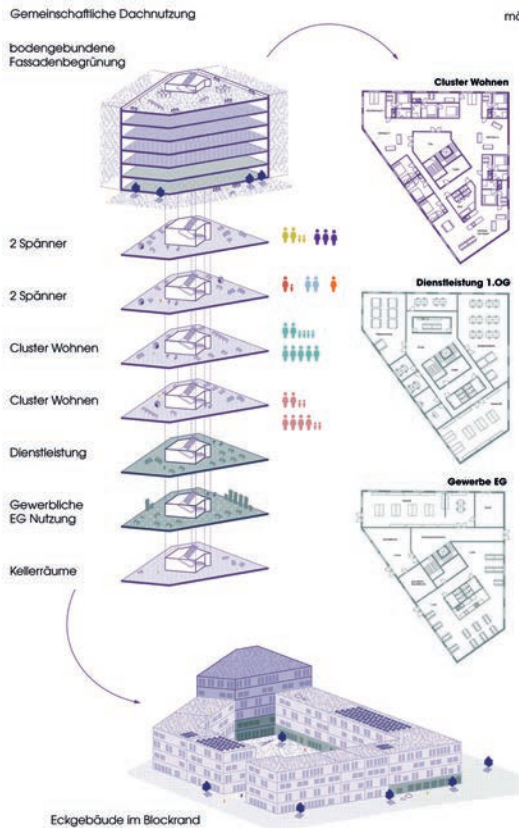 Gemeinschaftliche Dachnutzung
bodengebundene
Fassadenbegrünung
Cluster Wohnen
2 Spänner
2 Spänner
Dienstleistung 1.OG
Cluster Wohnen
Cluster Wohnen
Dienstleistung
Gewerbe EG
Gewerbliche
EG Nutzung
Kellerräume
Eckgebäude im Blockrand